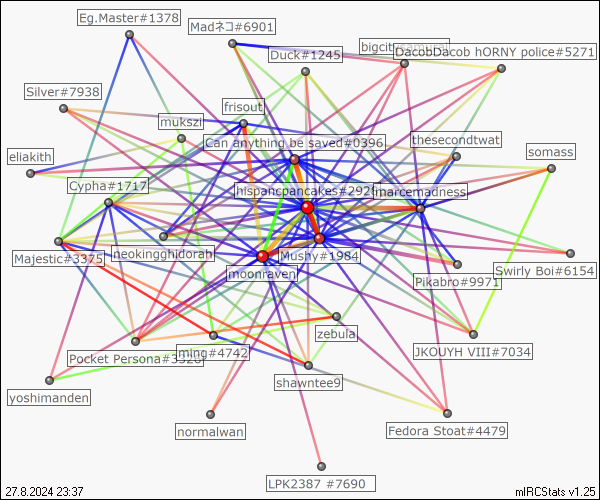 Eg.Master#1378
Madネコ#6901
bigcitysamurai
DacobDacob hORNY police#5271
Duck#1245
Silver#7938
frisout
mukszi
Can anything be saved#0396
thesecondtwat
somass
eliakith
Cypha#1717
hispancpancakes#292
marcemadness
Majestic#3375
neokingghidorah
Mushy#1984
moonraven
Pikabro#9971
Swirly Boi#6154
zebula
JKOUYH VIII#7034
Pocket Persona#3326
ming#4742
shawntee9
yoshimanden
normalwan
Fedora Stoat#4479
LPK2387 #7690
27.8.2024 23:37
mIRCStats v1.25